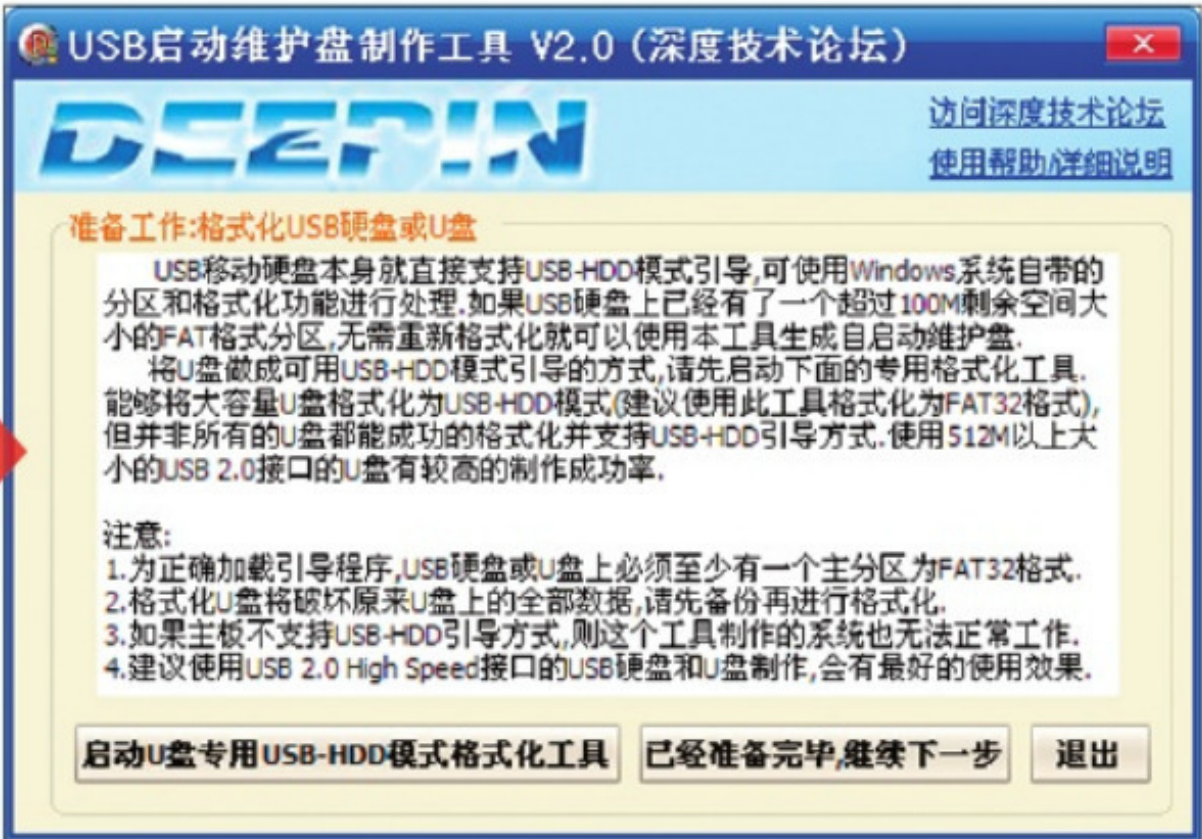 USB启动维护盘制作工具 V2.0（深度技术论坛）
DEEPIN
访问深度技术论坛
使用帮助/详细说明
准备工作:格式化USB硬盘或U盘
USB移动硬盘本身就直接支持USB-HDD模式引导,可使用Windows系统自带的
分区和格式化功能进行处理.如果USB硬盘上已经有了一个超过100M剩余空间大
小的FAT格式分区,无需重新格式化就可以使用本工具生成自启动维护盘.
将U盘做成可用USB-HDD模式引导的方式,请先启动下面的专用格式化工具.
能够将大容量U盘格式化为USB-HDD模式(建议使用此工具格式化为FAT32格式),
但并非所有的U盘都能成功的格式化并支持USB-HDD引导方式.使用512M以上大
小的USB 2.0接口的U盘有较高的制作成功率.
注意:
1.为正确加载引导程序,USB硬盘或U盘上必须至少有一个主分区为FAT32格式.
2.格式化U盘将破坏原来U盘上的全部数据,请先备份再进行格式化.
3.如果主板不支持USB-HDD引导方式,则这个工具制作的系统也无法正常工作.
4.建议使用USB 2.0 High Speed接口的USB硬盘和U盘制作,会有最好的使用效果.
启动U盘专用USB-HDD模式格式化工具
已经准备完毕,继续下一步
退出